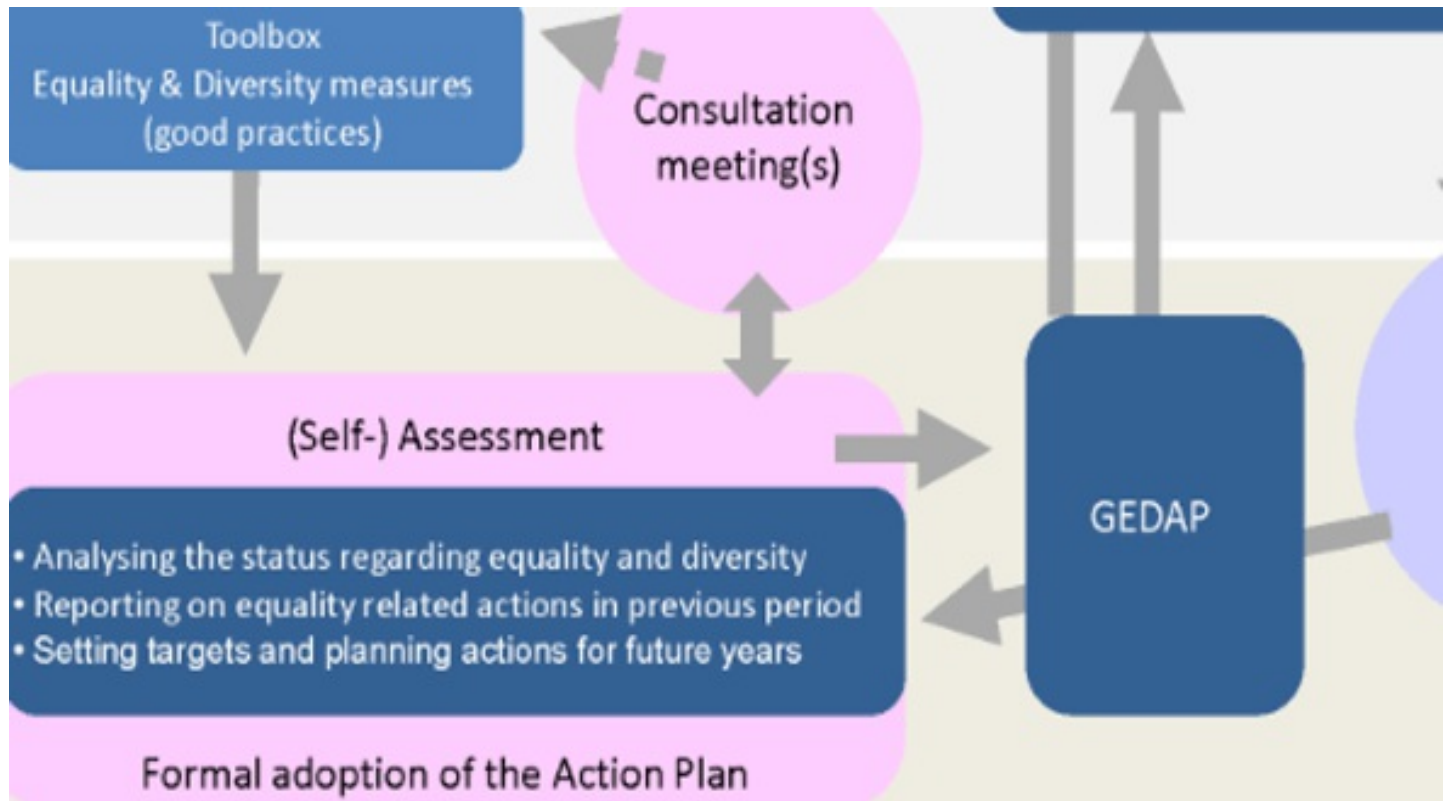 Toolbox
Equality & Diversity measures
(good practices)
Consultation
meeting(s)
(Self-) Assessment
• Analysing the status regarding equality and diversity
• Reporting on equality related actions in previous period
• Setting targets and planning actions for future years
Formal adoption of the Action Plan
GEDAP